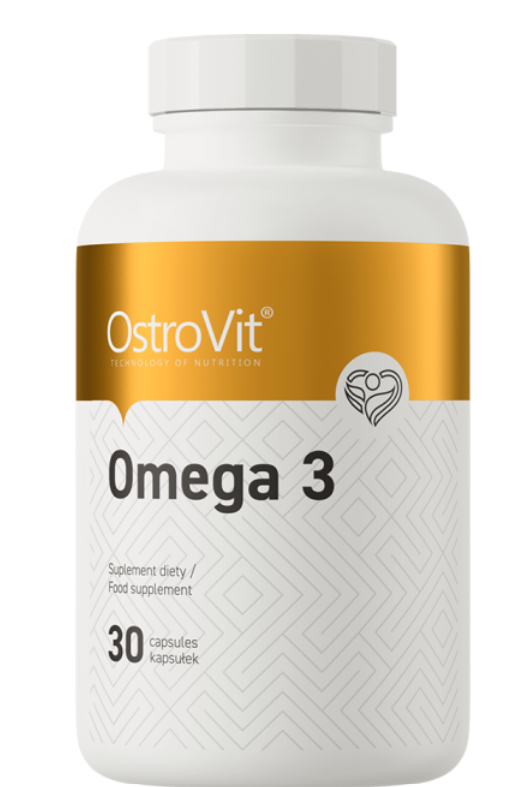 OstroVit®
TECHNOLOGY OF NUTRITION
Omega 3
Suplement diety /
Food supplement
30 capsules
kapsułek